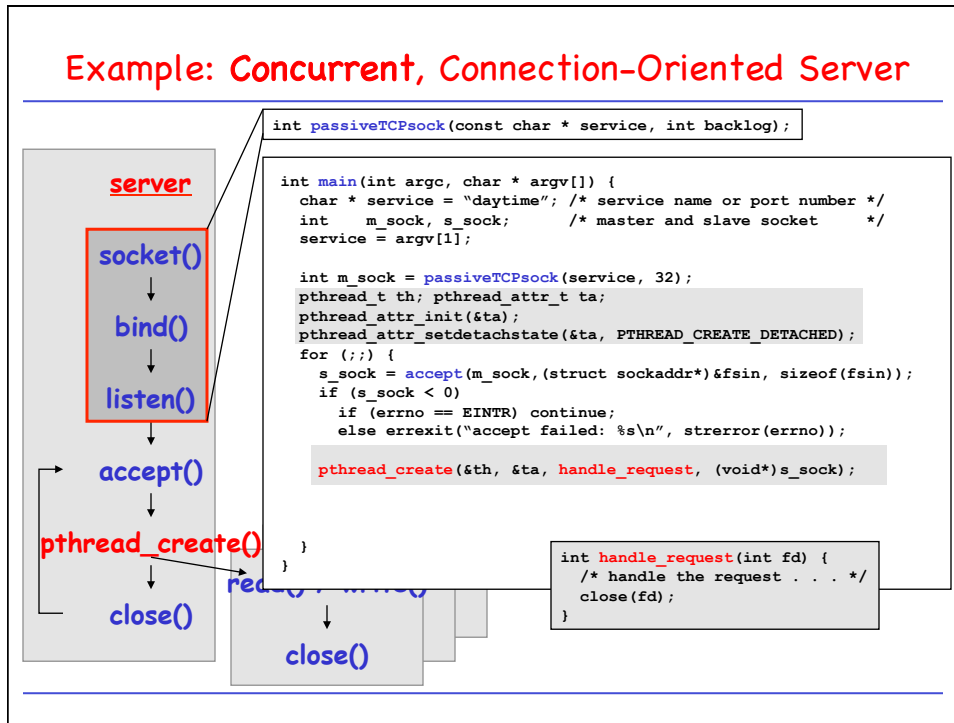 Example: Concurrent, Connection-Oriented Server
int passiveTCPsock(const char * service, int backlog);
server
socket()
bind()
listen()
accept()
pthread_create()
close()
int main(int argc, char * argv[]) {
char * service = “daytime”; /* service name or port number */
int m_sock, s_sock; /* master and slave socket */
service = argv[1];
int m_sock = passiveTCPsock(service, 32);
pthread_t th; pthread_attr_t ta;
pthread_attr_init(&ta);
pthread_attr_setdetachstate(&ta, PTHREAD_CREATE_DETACHED);
for (;;) {
s_sock = accept(m_sock,(struct sockaddr*)&fsin, sizeof(fsin));
if (s_sock < 0)
if (errno == EINTR) continue;
else errexit(“accept failed: %s\n”, strerror(errno));
pthread_create(&th, &ta, handle_request, (void*)s_sock);
}
}
int handle_request(int fd) {
/* handle the request . . . */
close(fd);
}
read() / write()
close()